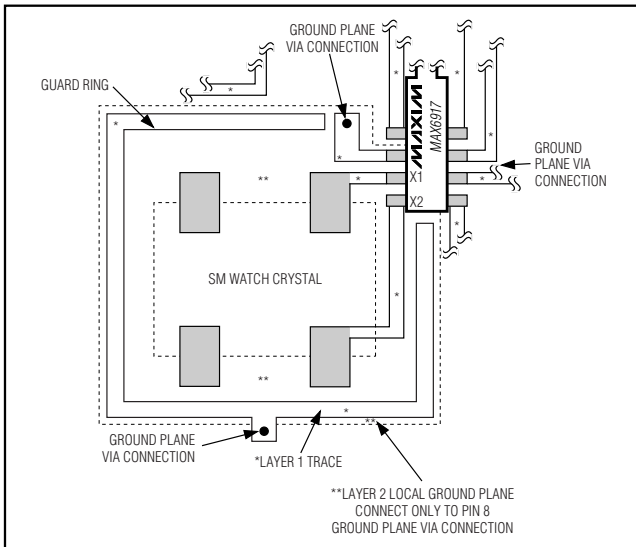 GROUND PLANE
VIA CONNECTION
GUARD RING
*
*
*
*
*
MAXIM
MAX6917
*
*
GROUND
PLANE VIA
CONNECTION
**
*
X1
*
X2
*
SM WATCH CRYSTAL
*
**
*
**
GROUND PLANE
VIA CONNECTION
*LAYER 1 TRACE
**LAYER 2 LOCAL GROUND PLANE
CONNECT ONLY TO PIN 8
GROUND PLANE VIA CONNECTION